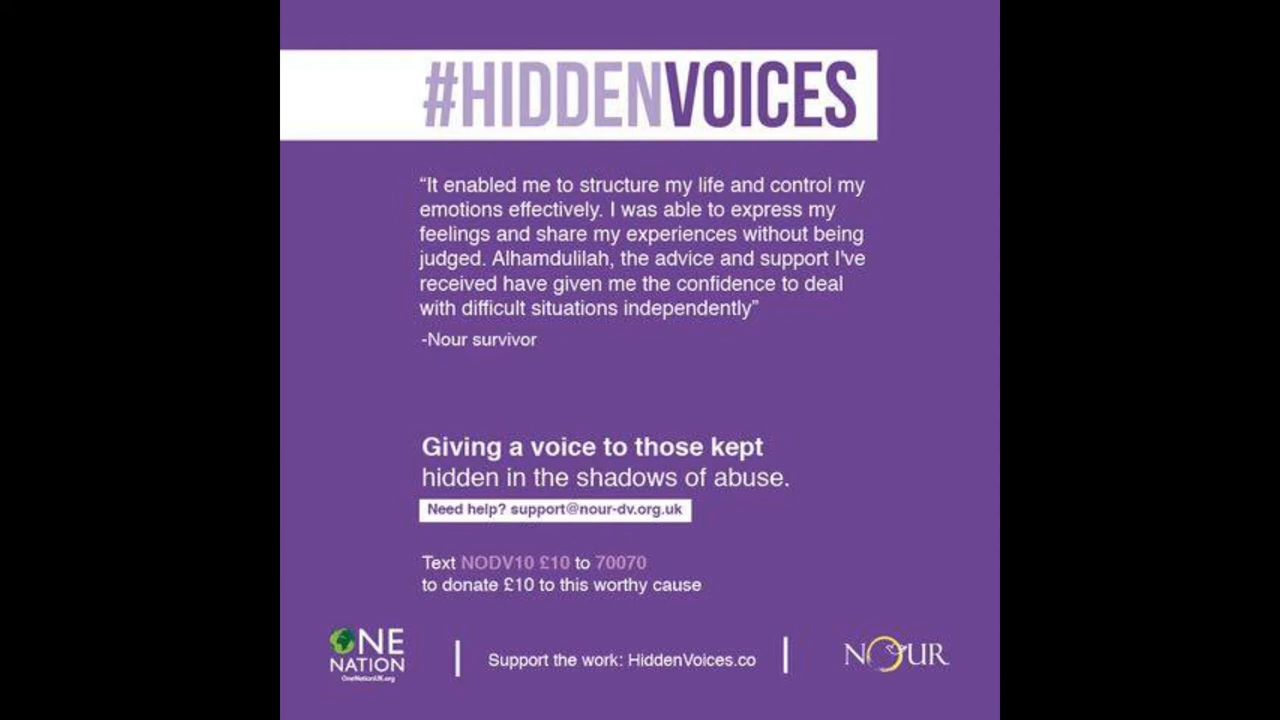 #HIDDENVOICES
“It enabled me to structure my life and control my
emotions effectively. I was able to express my
feelings and share my experiences without being
judged. Alhamdulilah, the advice and support I've
received have given me the confidence to deal
with difficult situations independently”
-Nour survivor
Giving a voice to those kept
hidden in the shadows of abuse.
Need help? support@nour-dv.org.uk
Text NODV10 £10 to 70070
to donate £10 to this worthy cause
ONE
NATION
OneNationUK.org
Support the work: HiddenVoices.co
NOUR